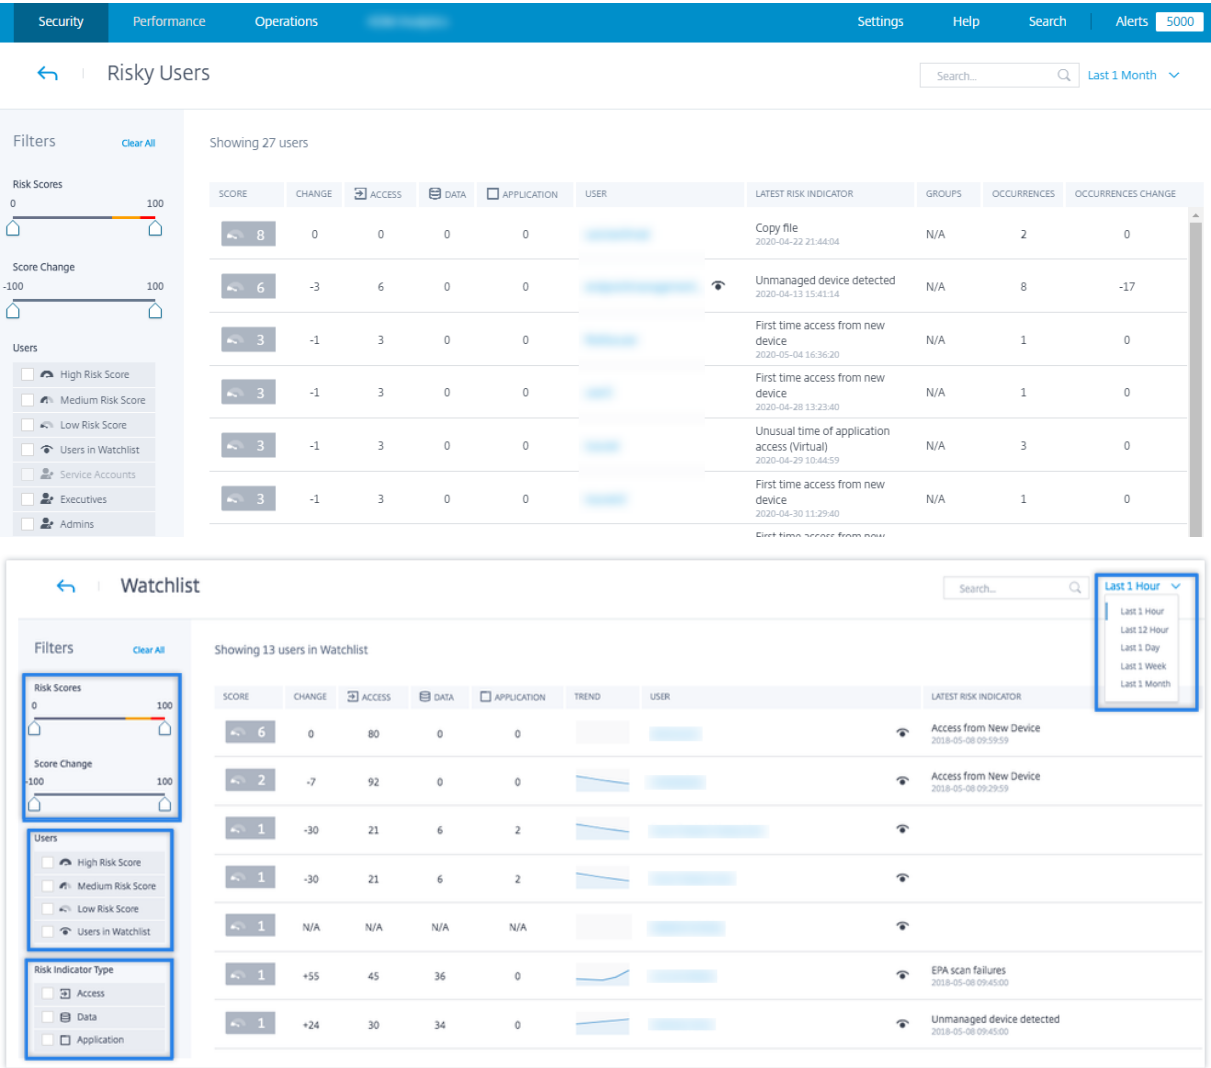 Security Performance Operations Settings Help Search Alerts 5000
Risky Users Search... Last 1 Month
Filters Clear All
Showing 27 users
Risk Scores
0 100
Score Change
-100 100
Users
High Risk Score
Medium Risk Score
Low Risk Score
Users in Watchlist
Service Accounts
Executives
Admins
SCORE CHANGE ACCESS DATA APPLICATION USER LATEST RISK INDICATOR GROUPS OCCURRENCES OCCURRENCES CHANGE
8 0 0 0 0 Copy file N/A 2 0
2020-04-22 21:44:04
6 -3 6 0 0 Unmanaged device detected N/A 8 -17
2020-04-13 15:41:14
First time access from new
3 -1 3 0 0 device N/A 1 0
2020-05-04 16:36:20
First time access from new
3 -1 3 0 0 device N/A 1 0
2020-04-28 13:23:40
Unusual time of application
3 -1 3 0 0 access (Virtual) N/A 3 0
2020-04-29 10:44:59
First time access from new
3 -1 3 0 0 device N/A 1 0
2020-04-30 11:29:40
First time access from new
Watchlist Search... Last 1 Hour
Last 1 Hour
Last 12 Hour
Last 1 Day
Last 1 Week
Last 1 Month
Filters Clear All
Showing 13 users in Watchlist
Risk Scores
0 100
Score Change
-100 100
Users
High Risk Score
Medium Risk Score
Low Risk Score
Users in Watchlist
Risk Indicator Type
Access
Data
Application
SCORE CHANGE ACCESS DATA APPLICATION TREND USER LATEST RISK INDICATOR
6 0 80 0 0 Access from New Device
2018-05-08 09:59:59
2 -7 92 0 0 Access from New Device
2018-05-08 09:29:59
1 -30 21 6 2
1 -30 21 6 2
1 N/A N/A N/A N/A
1 +55 45 36 0 EPA scan failures
2018-05-08 09:45:00
1 +24 30 34 0 Unmanaged device detected
2018-05-08 09:45:00